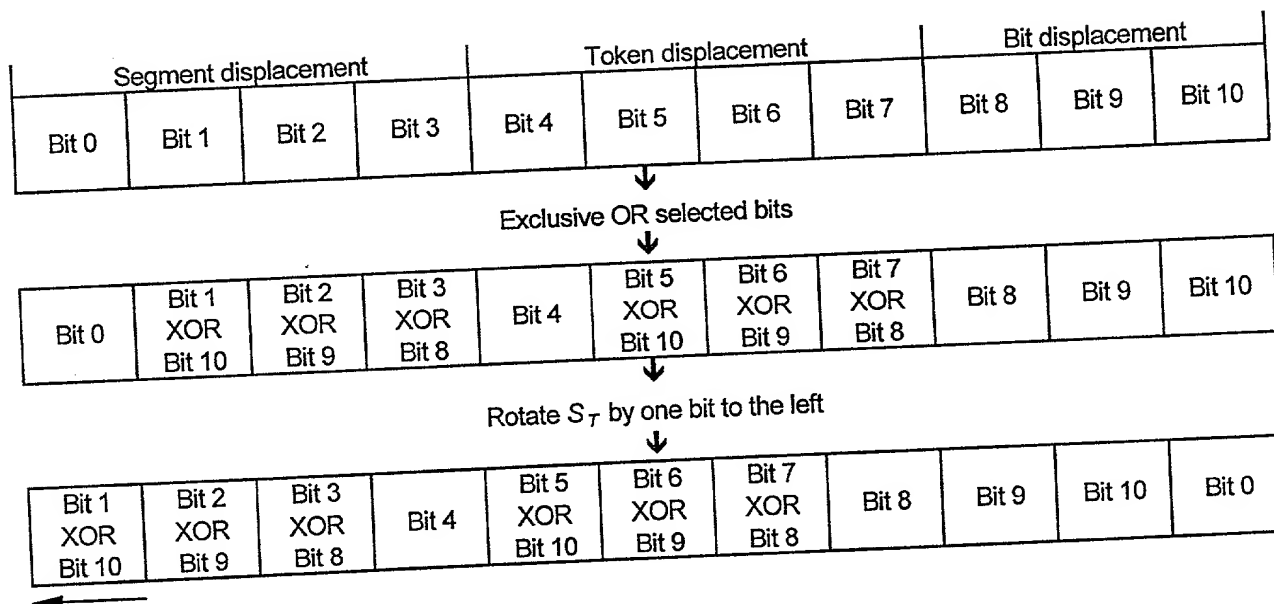 Segment displacement Token displacement Bit displacement
Bit 0 Bit 1 Bit 2 Bit 3 Bit 4 Bit 5 Bit 6 Bit 7 Bit 8 Bit 9 Bit 10
Exclusive OR selected bits
Bit 0 Bit 1 XOR Bit 10 Bit 2 XOR Bit 9 Bit 3 XOR Bit 8 Bit 4 Bit 5 XOR Bit 10 Bit 6 XOR Bit 9 Bit 7 XOR Bit 8 Bit 8 Bit 9 Bit 10
Rotate S_T by one bit to the left
Bit 1 XOR Bit 10 Bit 2 XOR Bit 9 Bit 3 XOR Bit 8 Bit 4 Bit 5 XOR Bit 10 Bit 6 XOR Bit 9 Bit 7 XOR Bit 8 Bit 8 Bit 9 Bit 10 Bit 0